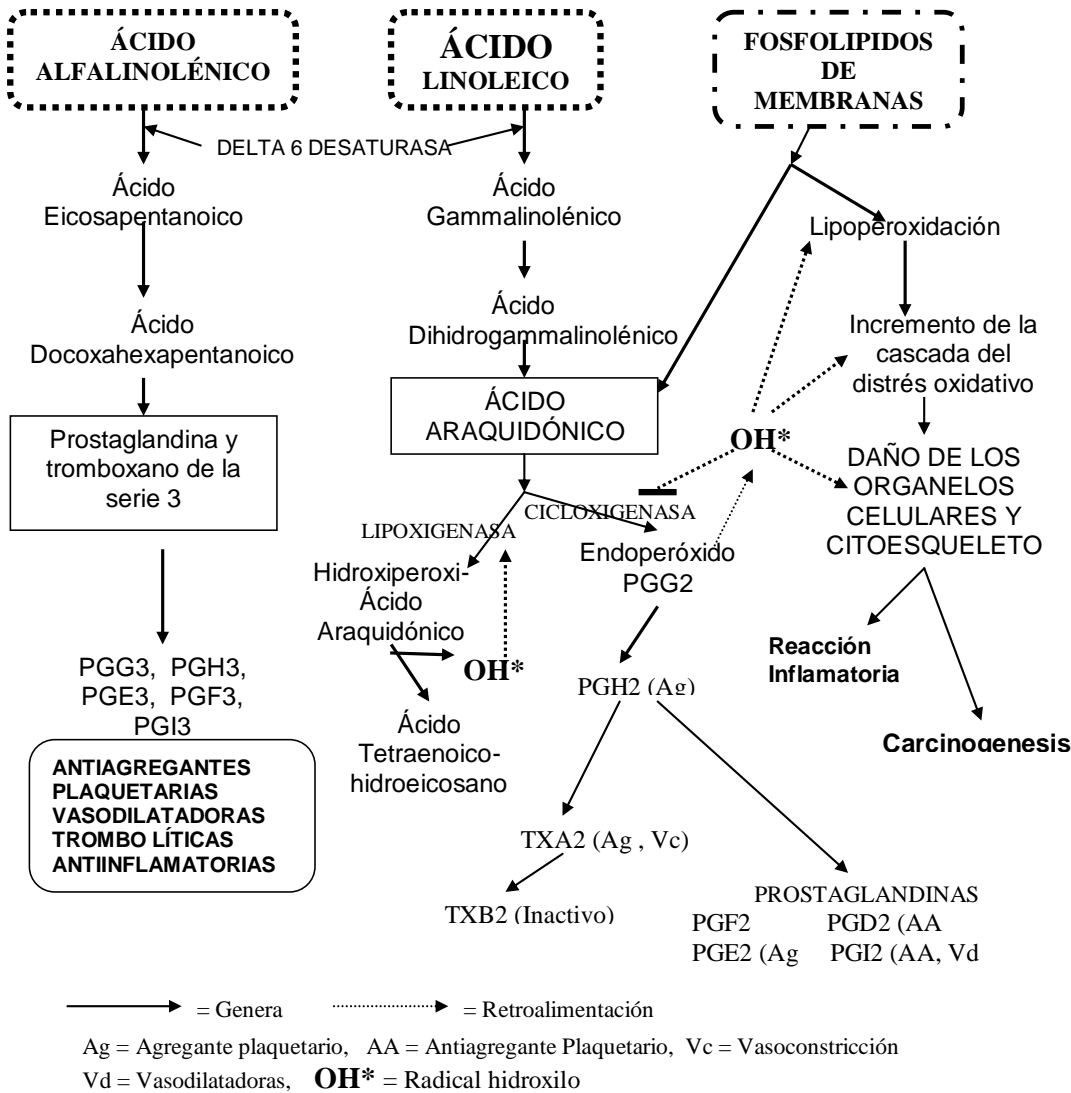 ÁCIDO
ALFALINOLÉNICO
ÁCIDO
LINOLEICO
FOSFOLIPIDOS
DE
MEMBRANAS
DELTA 6 DESATURASA
Ácido
Eicosapentanoico
Ácido
Gammalinolénico
Lipoperoxidación
Ácido
Docoxahexapentanoico
Ácido
Dihidrogammalinolénico
Incremento de la
cascada del
distrés oxidativo
Prostaglandina y
tromboxano de la
serie 3
ÁCIDO
ARAQUIDÓNICO
OH*
DAÑO DE LOS
ORGANELOS
CELULARES Y
CITOESQUELETO
LIPOXIGENASA
CICLOXIGENASA
Hidroxiperoxi-
Ácido
Araquidónico
OH*
Endoperóxido
PGG2
Reacción
Inflamatoria
Carcinogenesis
PGG3, PGH3,
PGE3, PGF3,
PGI3
Ácido
Tetraenoico-
hidroeicosano
PGH2 (Ag)
ANTIAGREGANTES
PLAQUETARIAS
VASODILATADORAS
TROMBO LÍTICAS
ANTIINFLAMATORIAS
TXA2 (Ag , Vc)
TXB2 (Inactivo)
PROSTAGLANDINAS
PGF2 PGD2 (AA
PGE2 (Ag PGI2 (AA, Vd
= Genera = Retroalimentación
Ag = Agregante plaquetario, AA = Antiagregante Plaquetario, Vc = Vasoconstricción
Vd = Vasodilatadoras, OH* = Radical hidroxilo